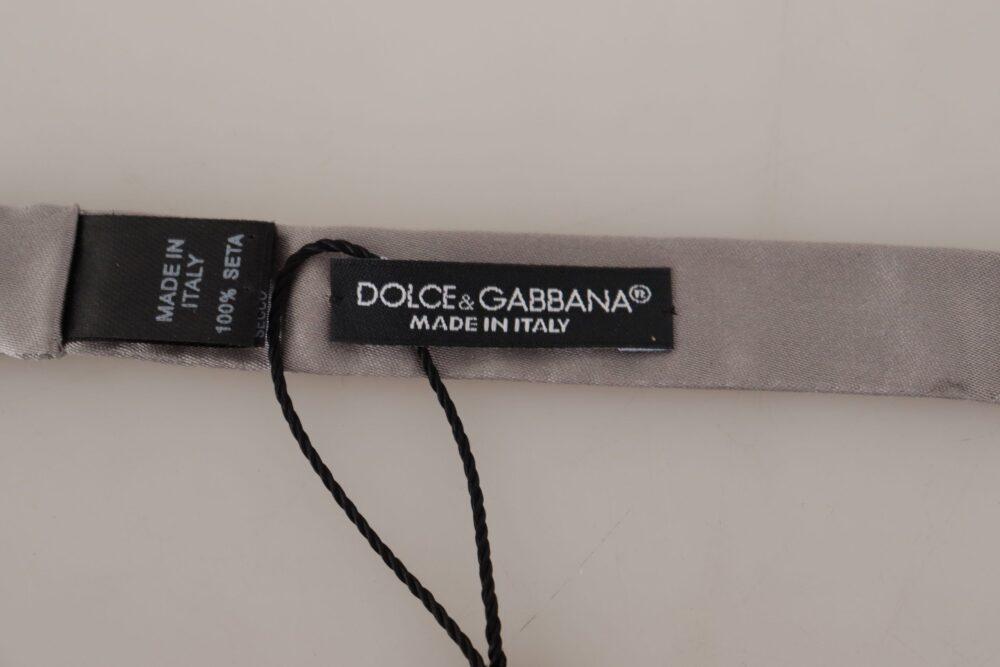 MADE IN
ITALY
100% SETA
DOLCE & GABBANA®
MADE IN ITALY